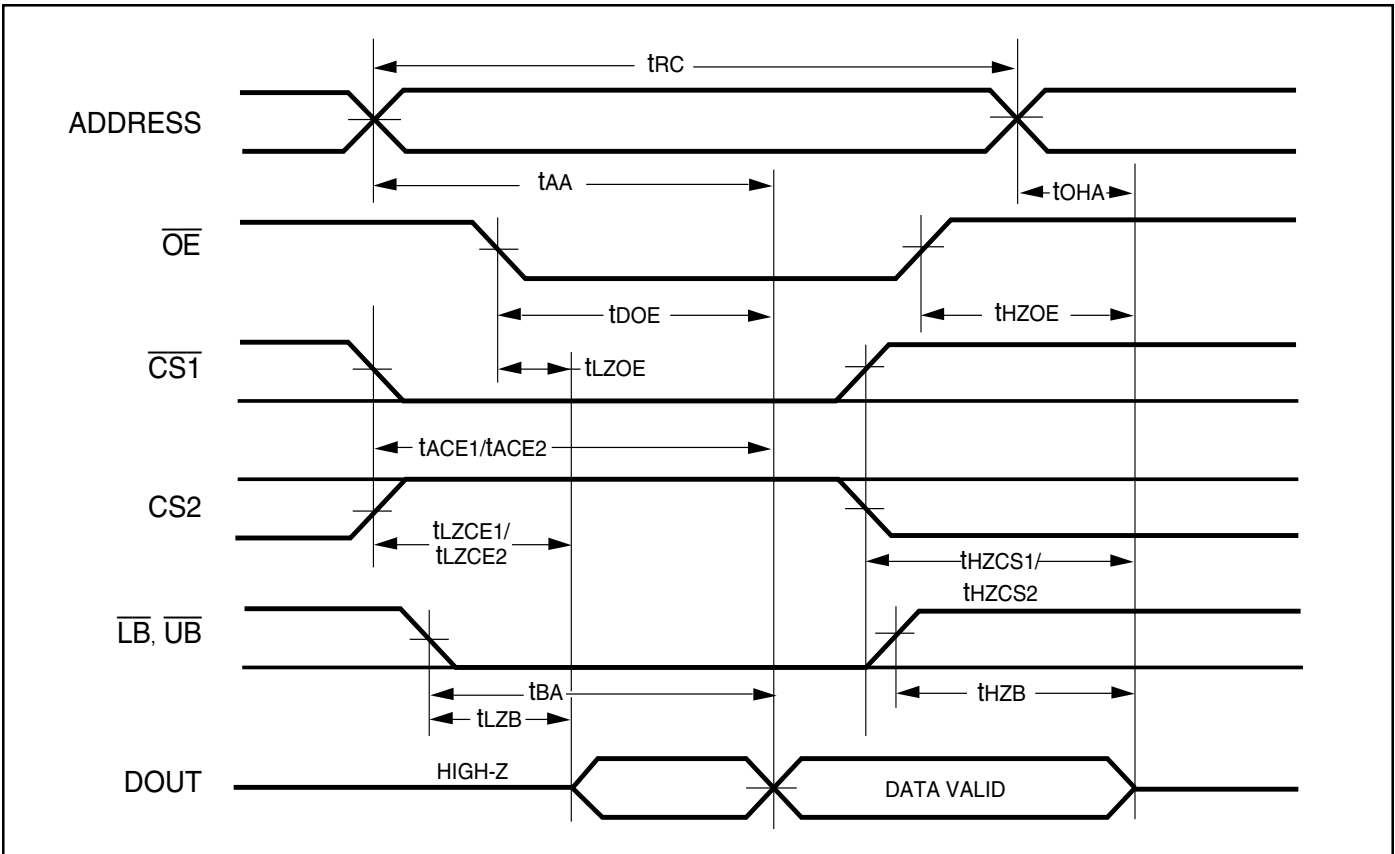 tRC
ADDRESS
tAA
tOHA
OE
tDOE
tHZOE
CS1
tLZOE
tACE1/tACE2
CS2
tLZCE1/
tLZCE2
tHZCS1/
tHZCS2
LB, UB
tBA
tHZB
tLZB
HIGH-Z
DOUT
DATA VALID